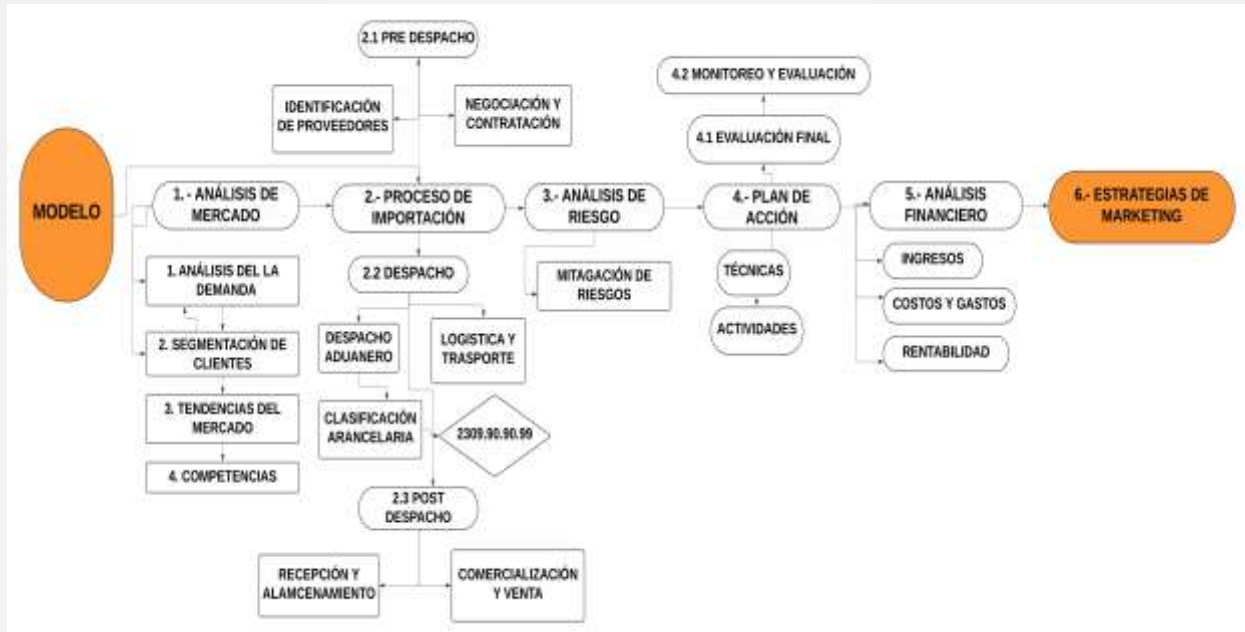 2.1 PRE DESPACHO
IDENTIFICACIÓN
DE PROVEEDORES
NEGOCIACIÓN Y
CONTRATACIÓN
4.2 MONITOREO Y EVALUACIÓN
4.1 EVALUACIÓN FINAL
MODELO
1.- ANÁLISIS DE
MERCADO
2.- PROCESO DE
IMPORTACIÓN
3.- ANÁLISIS DE
RIESGO
4.- PLAN DE
ACCIÓN
5.- ANÁLISIS
FINANCIERO
6.- ESTRATEGIAS DE
MARKETING
1. ANÁLISIS DEL LA
DEMANDA
2. SEGMENTACIÓN DE
CLIENTES
3. TENDENCIAS DEL
MERCADO
4. COMPETENCIAS
2.2 DESPACHO
DESPACHO
ADUANERO
LOGISTICA Y
TRASPORTE
CLASIFICACIÓN
ARANCELARIA
2309.90.90.99
2.3 POST
DESPACHO
RECEPCIÓN Y
ALAMCENAMIENTO
COMERCIALIZACIÓN
Y VENTA
MITAGACIÓN DE
RIESGOS
TÉCNICAS
ACTIVIDADES
INGRESOS
COSTOS Y GASTOS
RENTABILIDAD